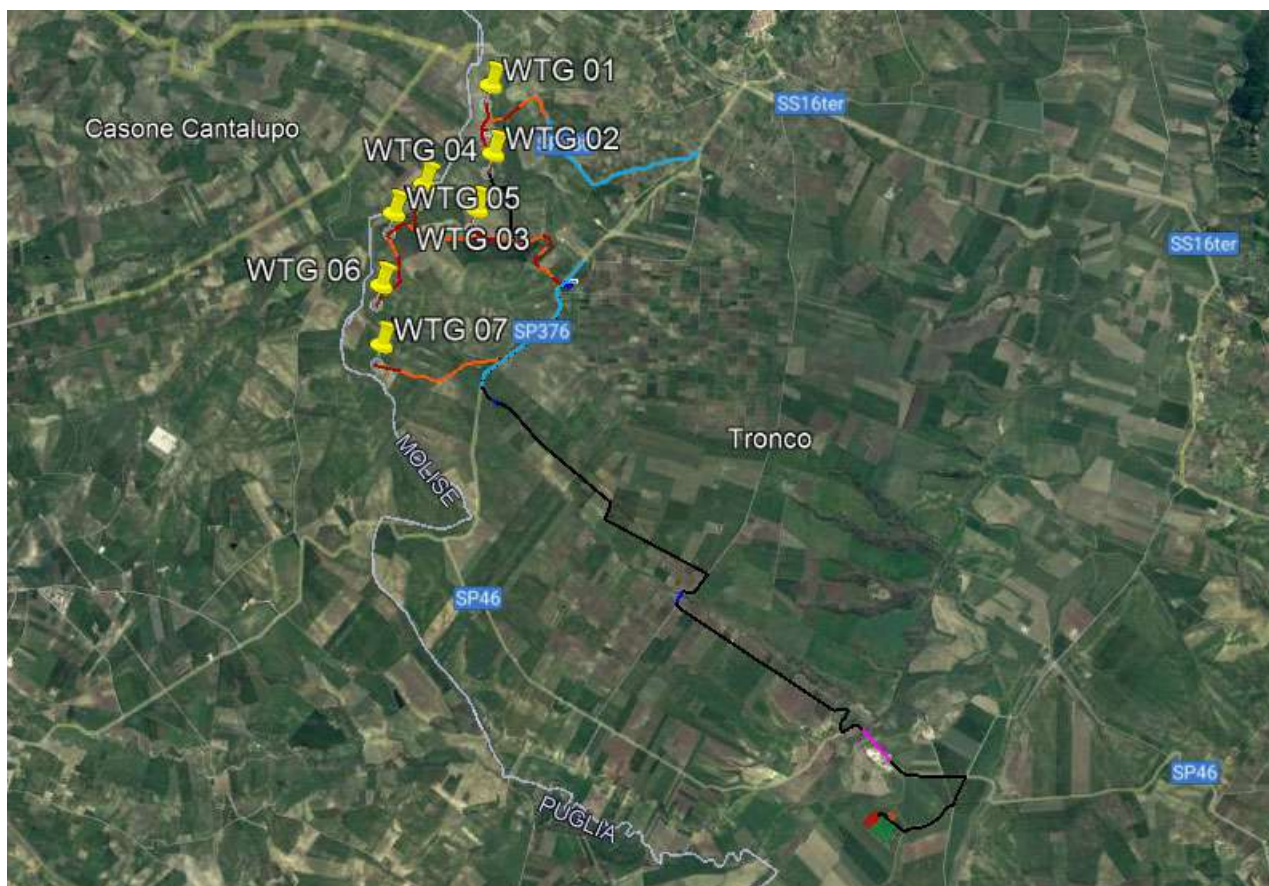 WTG 01
SS16ter
Casone Cantalupo
WTG 02
WTG 04
WTG 05
WTG 03
SS16ter
WTG 06
WTG 07
SP376
Tronco
MOLISE
SP46
SP46
PUGLIA